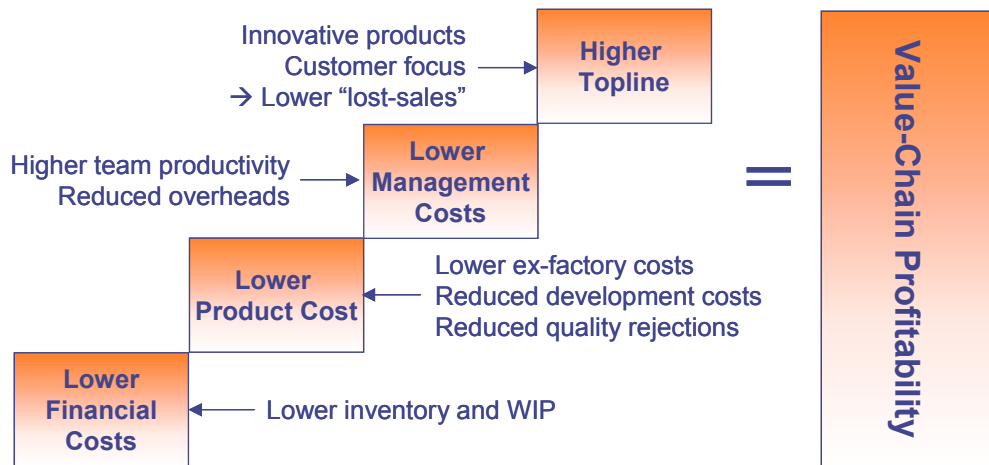 Innovative products
Customer focus
→ Lower “lost-sales”
Higher
Topline
Higher team productivity
Reduced overheads
Lower
Management
Costs
=
Lower
Product Cost
Lower ex-factory costs
Reduced development costs
Reduced quality rejections
Lower
Financial
Costs
Lower inventory and WIP
Value-Chain Profitability